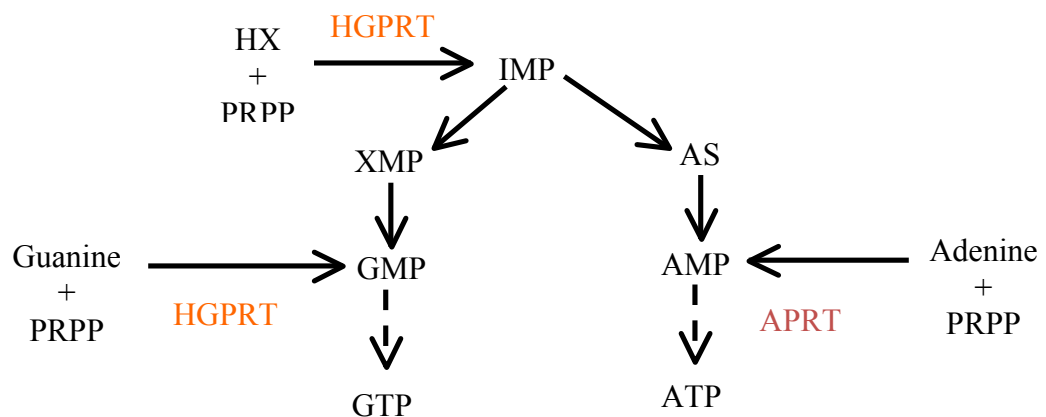 HX
+
PRPP
HGPRT
IMP
XMP
AS
Guanine
+
PRPP
HGPRT
GMP
AMP
APRT
Adenine
+
PRPP
GTP
ATP